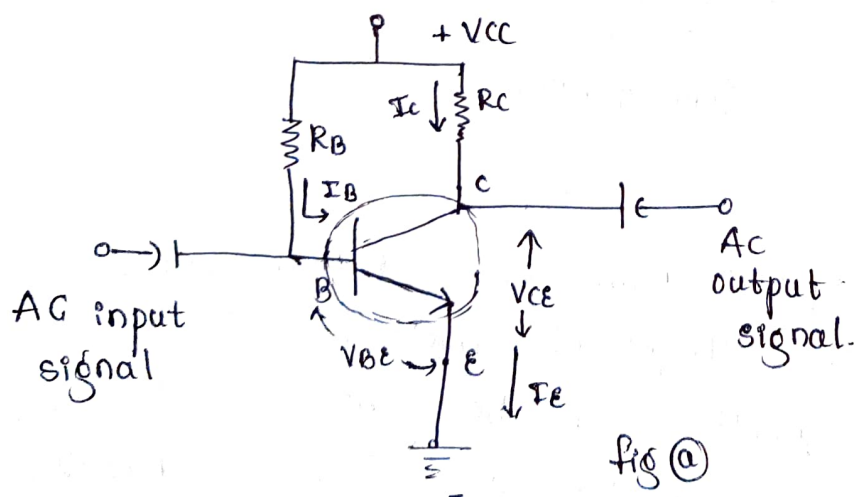 + VCC
Ic
RC
RB
IB
C
B
AC input
signal
VBE
E
VCE
IE
AC
output
signal.
fig (a)